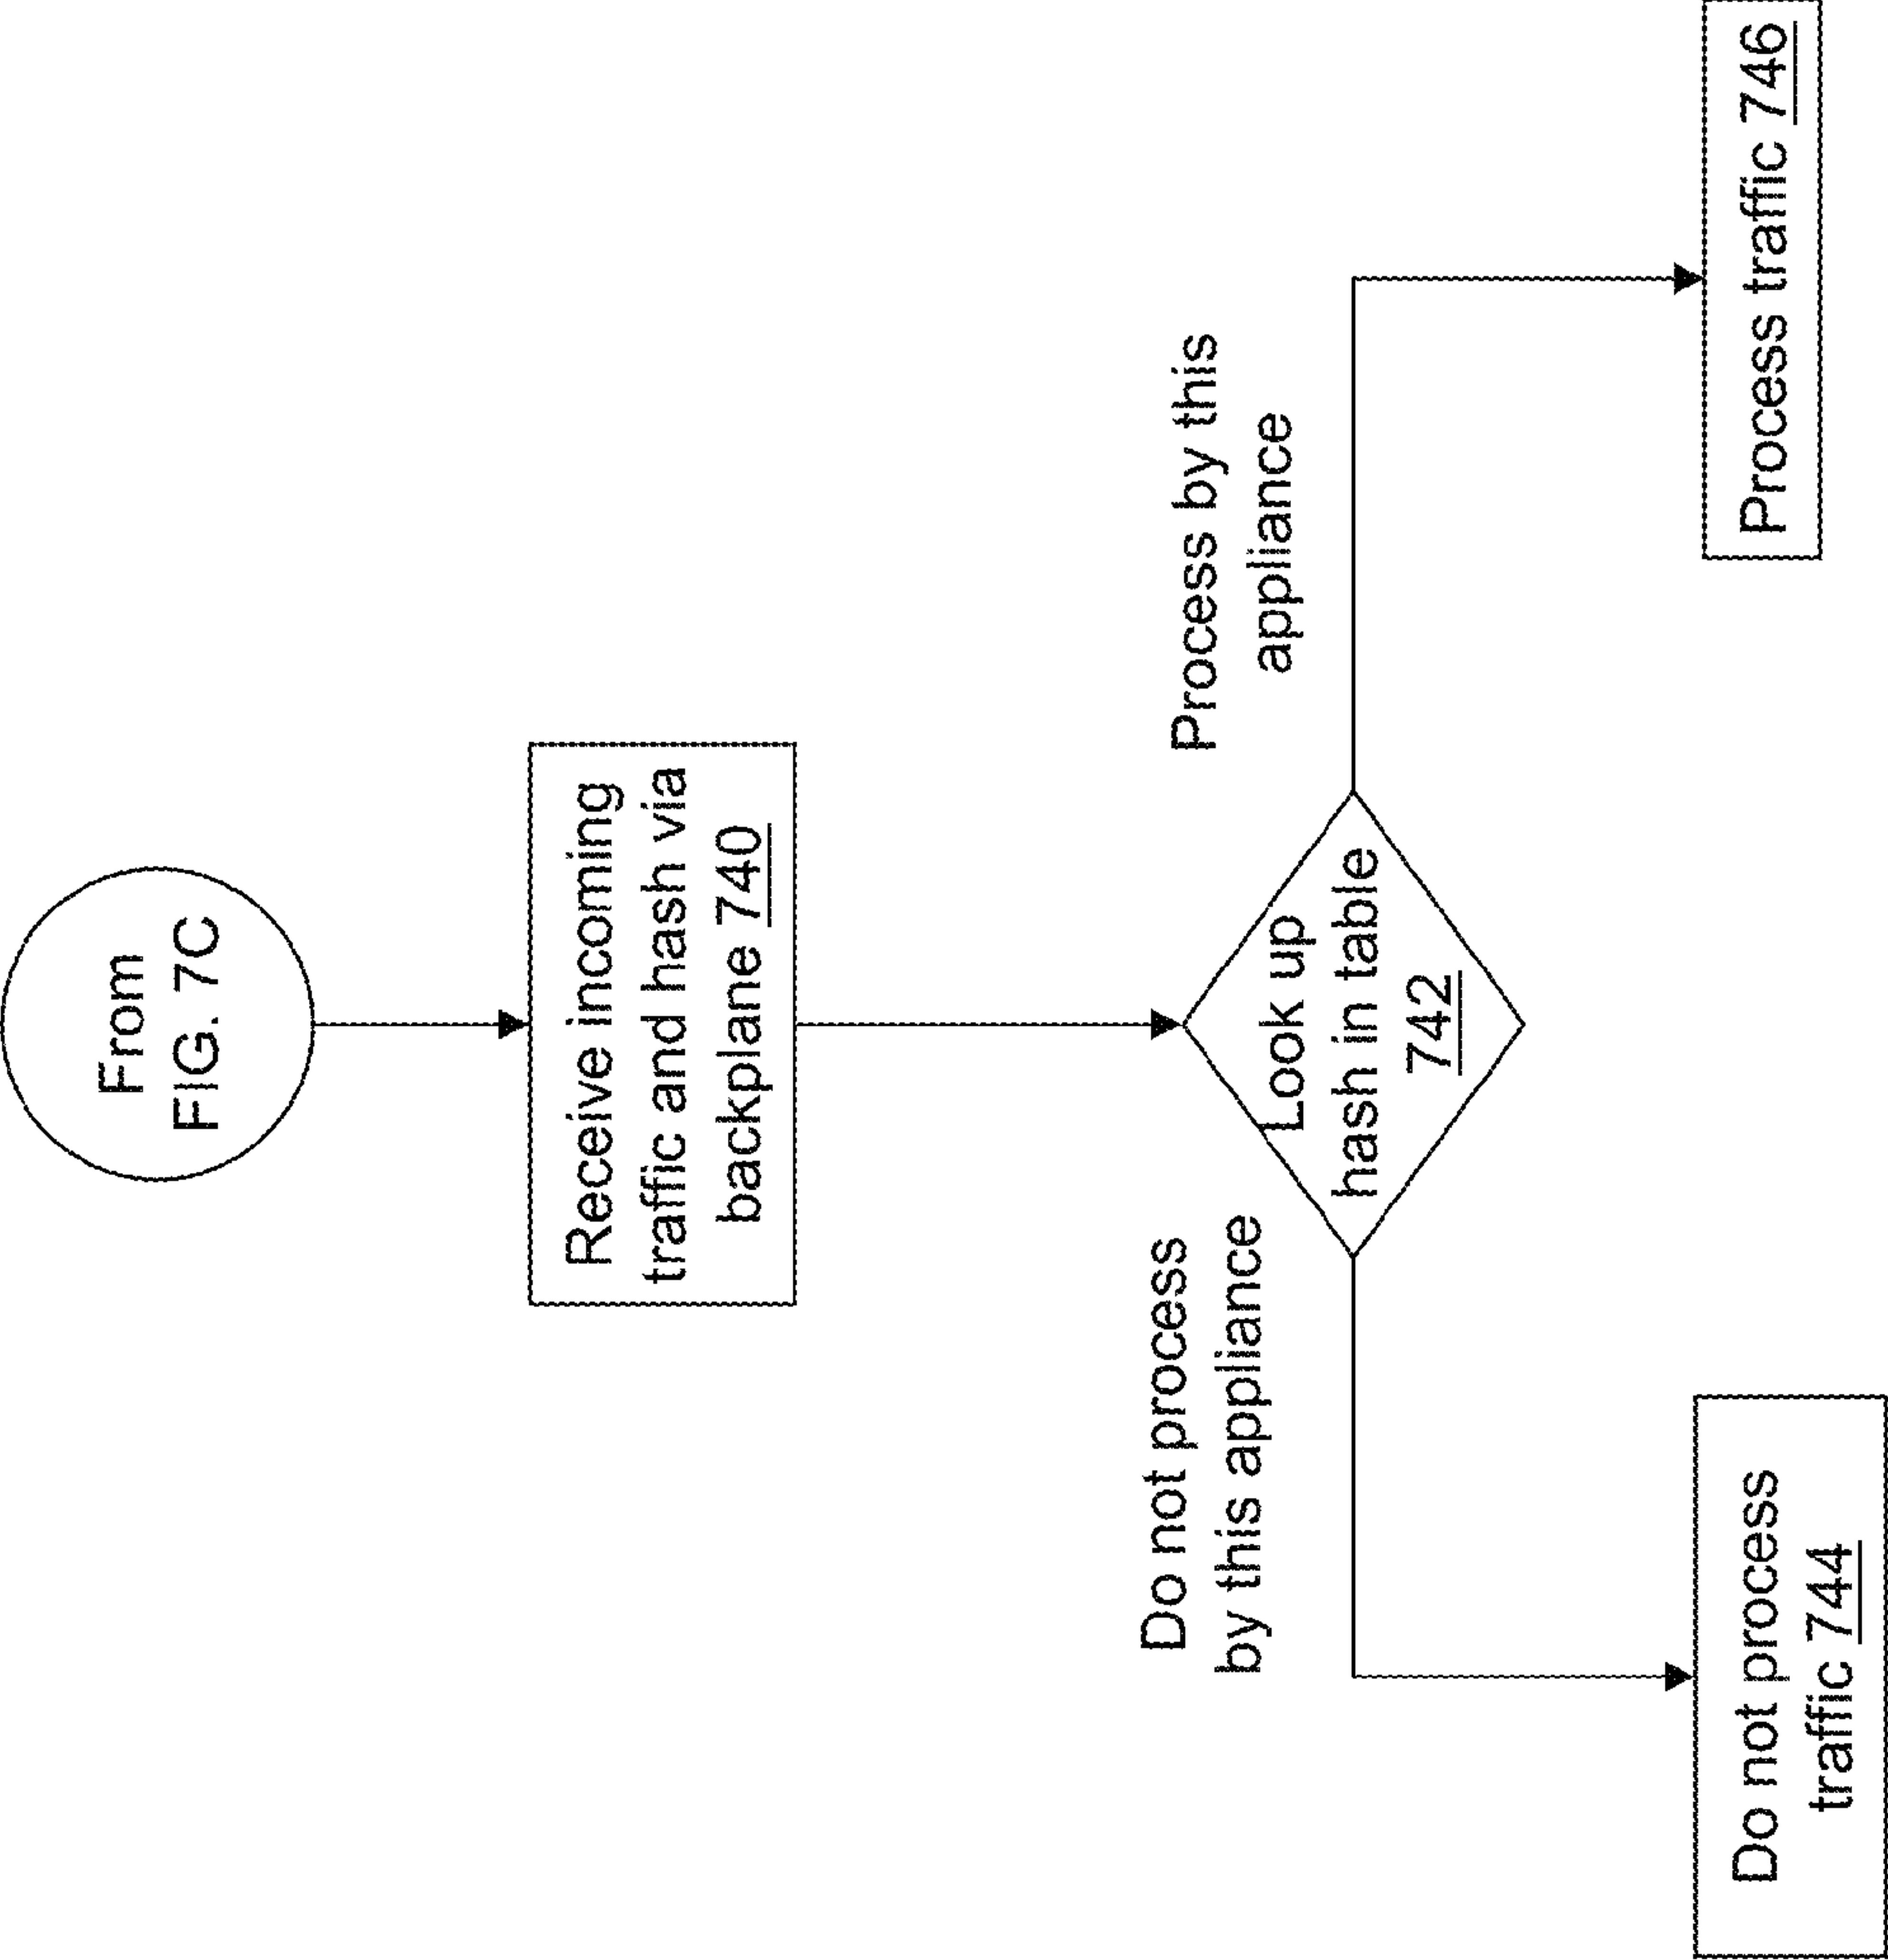 From
FIG. 7C
Receive incoming
traffic and hash via
backplane 740
Look up
hash in table
742
Do not process
by this appliance
Process by this
appliance
Do not process
traffic 744
Process traffic 746